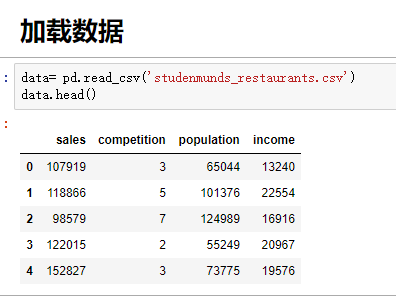 加载数据
: data= pd.read_csv('studenmunds_restaurants.csv')
data.head()
:
sales competition population income
0 107919 3 65044 13240
1 118866 5 101376 22554
2 98579 7 124989 16916
3 122015 2 55249 20967
4 152827 3 73775 19576